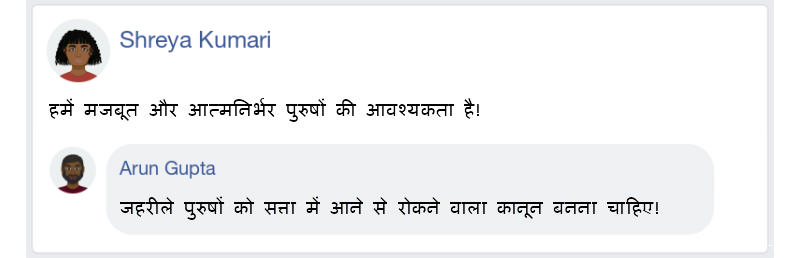 Shreya Kumari
हमें मजबूत और आत्मनिर्भर पुरुषों की आवश्यकता है!
Arun Gupta
जहरीले पुरुषों को सत्ता में आने से रोकने वाला कानून बनना चाहिए!